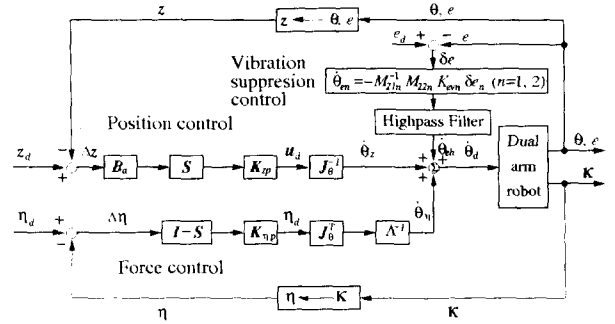 z
z ← θ, e
θ, e
e_d + − e
δe
Vibration
suppresion
control
θ̇_en = −M_21n^-1 M_22n K_evn δe_n (n=1, 2)
Highpass Filter
Position control
z_d
+
−
Δz
B_a
S
K_zp
u_d
J_θ^-1
θ̇_z
+
+
+
θ̇_eh
θ̇_d
Dual
arm
robot
θ, e
κ
η_d
+
−
Δη
I−S
K_ηp
η_d
J_θ^T
Λ^-1
θ̇_η
Force control
η
η ← κ
κ